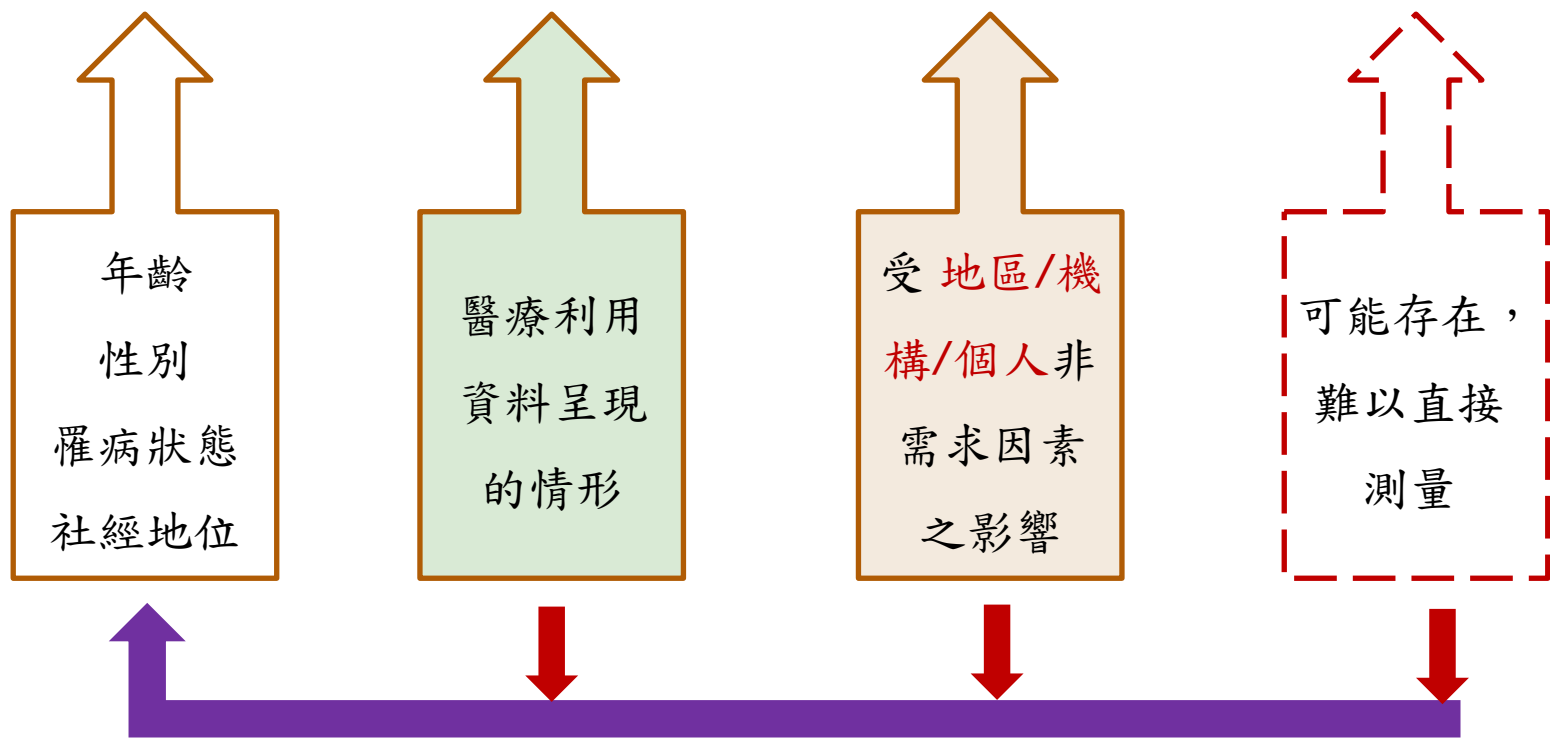 年齡
性別
罹病狀態
社經地位
醫療利用
資料呈現
的情形
受 地區/機
構/個人非
需求因素
之影響
可能存在，
難以直接
測量